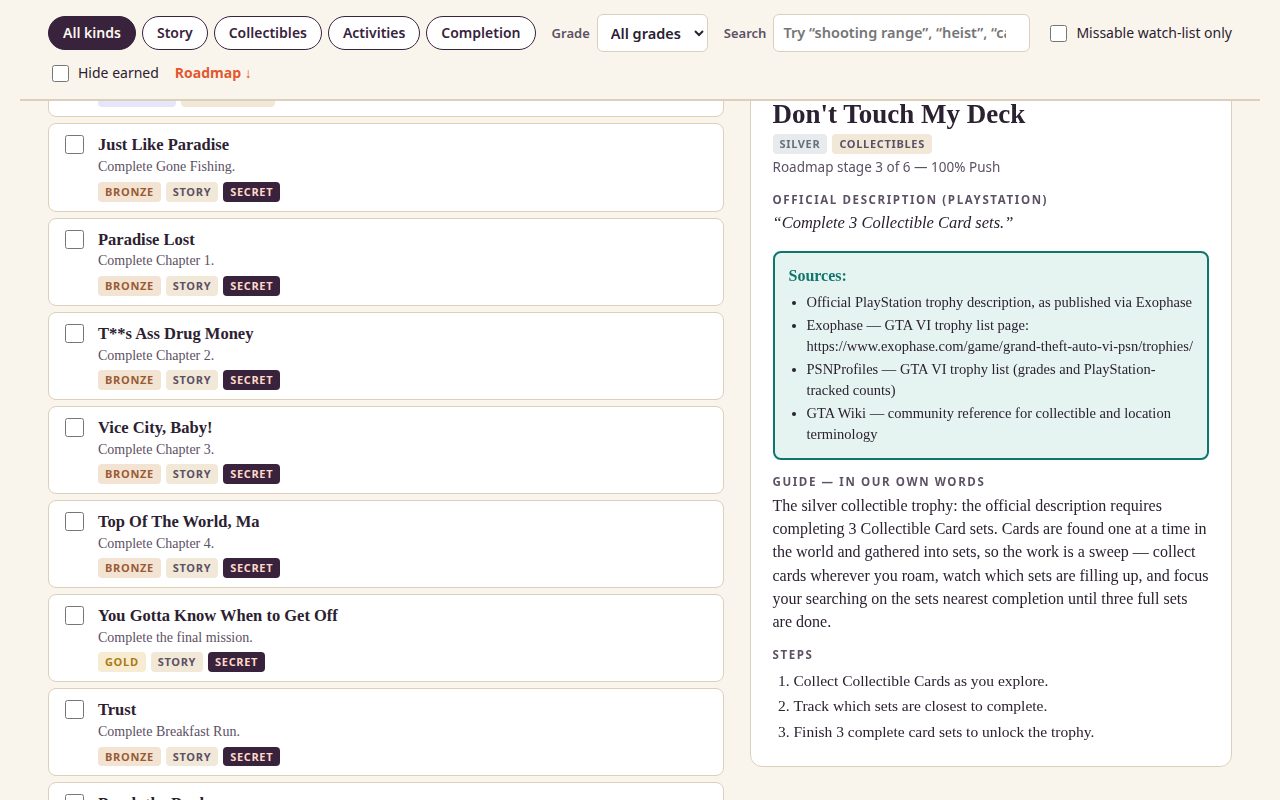 All kinds
Story
Collectibles
Activities
Completion
Grade
All grades
Search
Try “shooting range”, “heist”, “
Missable watch-list only
Hide earned
Roadmap ↓
Just Like Paradise
Complete Gone Fishing.
BRONZE STORY SECRET
Paradise Lost
Complete Chapter 1.
BRONZE STORY SECRET
T**s Ass Drug Money
Complete Chapter 2.
BRONZE STORY SECRET
Vice City, Baby!
Complete Chapter 3.
BRONZE STORY SECRET
Top Of The World, Ma
Complete Chapter 4.
BRONZE STORY SECRET
You Gotta Know When to Get Off
Complete the final mission.
GOLD STORY SECRET
Trust
Complete Breakfast Run.
BRONZE STORY SECRET
Don't Touch My Deck
SILVER COLLECTIBLES
Roadmap stage 3 of 6 — 100% Push
OFFICIAL DESCRIPTION (PLAYSTATION)
“Complete 3 Collectible Card sets.”
Sources:
• Official PlayStation trophy description, as published via Exophase
• Exophase — GTA VI trophy list page:
https://www.exophase.com/game/grand-theft-auto-vi-psn/trophies/
• PSNProfiles — GTA VI trophy list (grades and PlayStation-
tracked counts)
• GTA Wiki — community reference for collectible and location
terminology
GUIDE — IN OUR OWN WORDS
The silver collectible trophy: the official description requires
completing 3 Collectible Card sets. Cards are found one at a time in
the world and gathered into sets, so the work is a sweep — collect
cards wherever you roam, watch which sets are filling up, and focus
your searching on the sets nearest completion until three full sets
are done.
STEPS
1. Collect Collectible Cards as you explore.
2. Track which sets are closest to complete.
3. Finish 3 complete card sets to unlock the trophy.